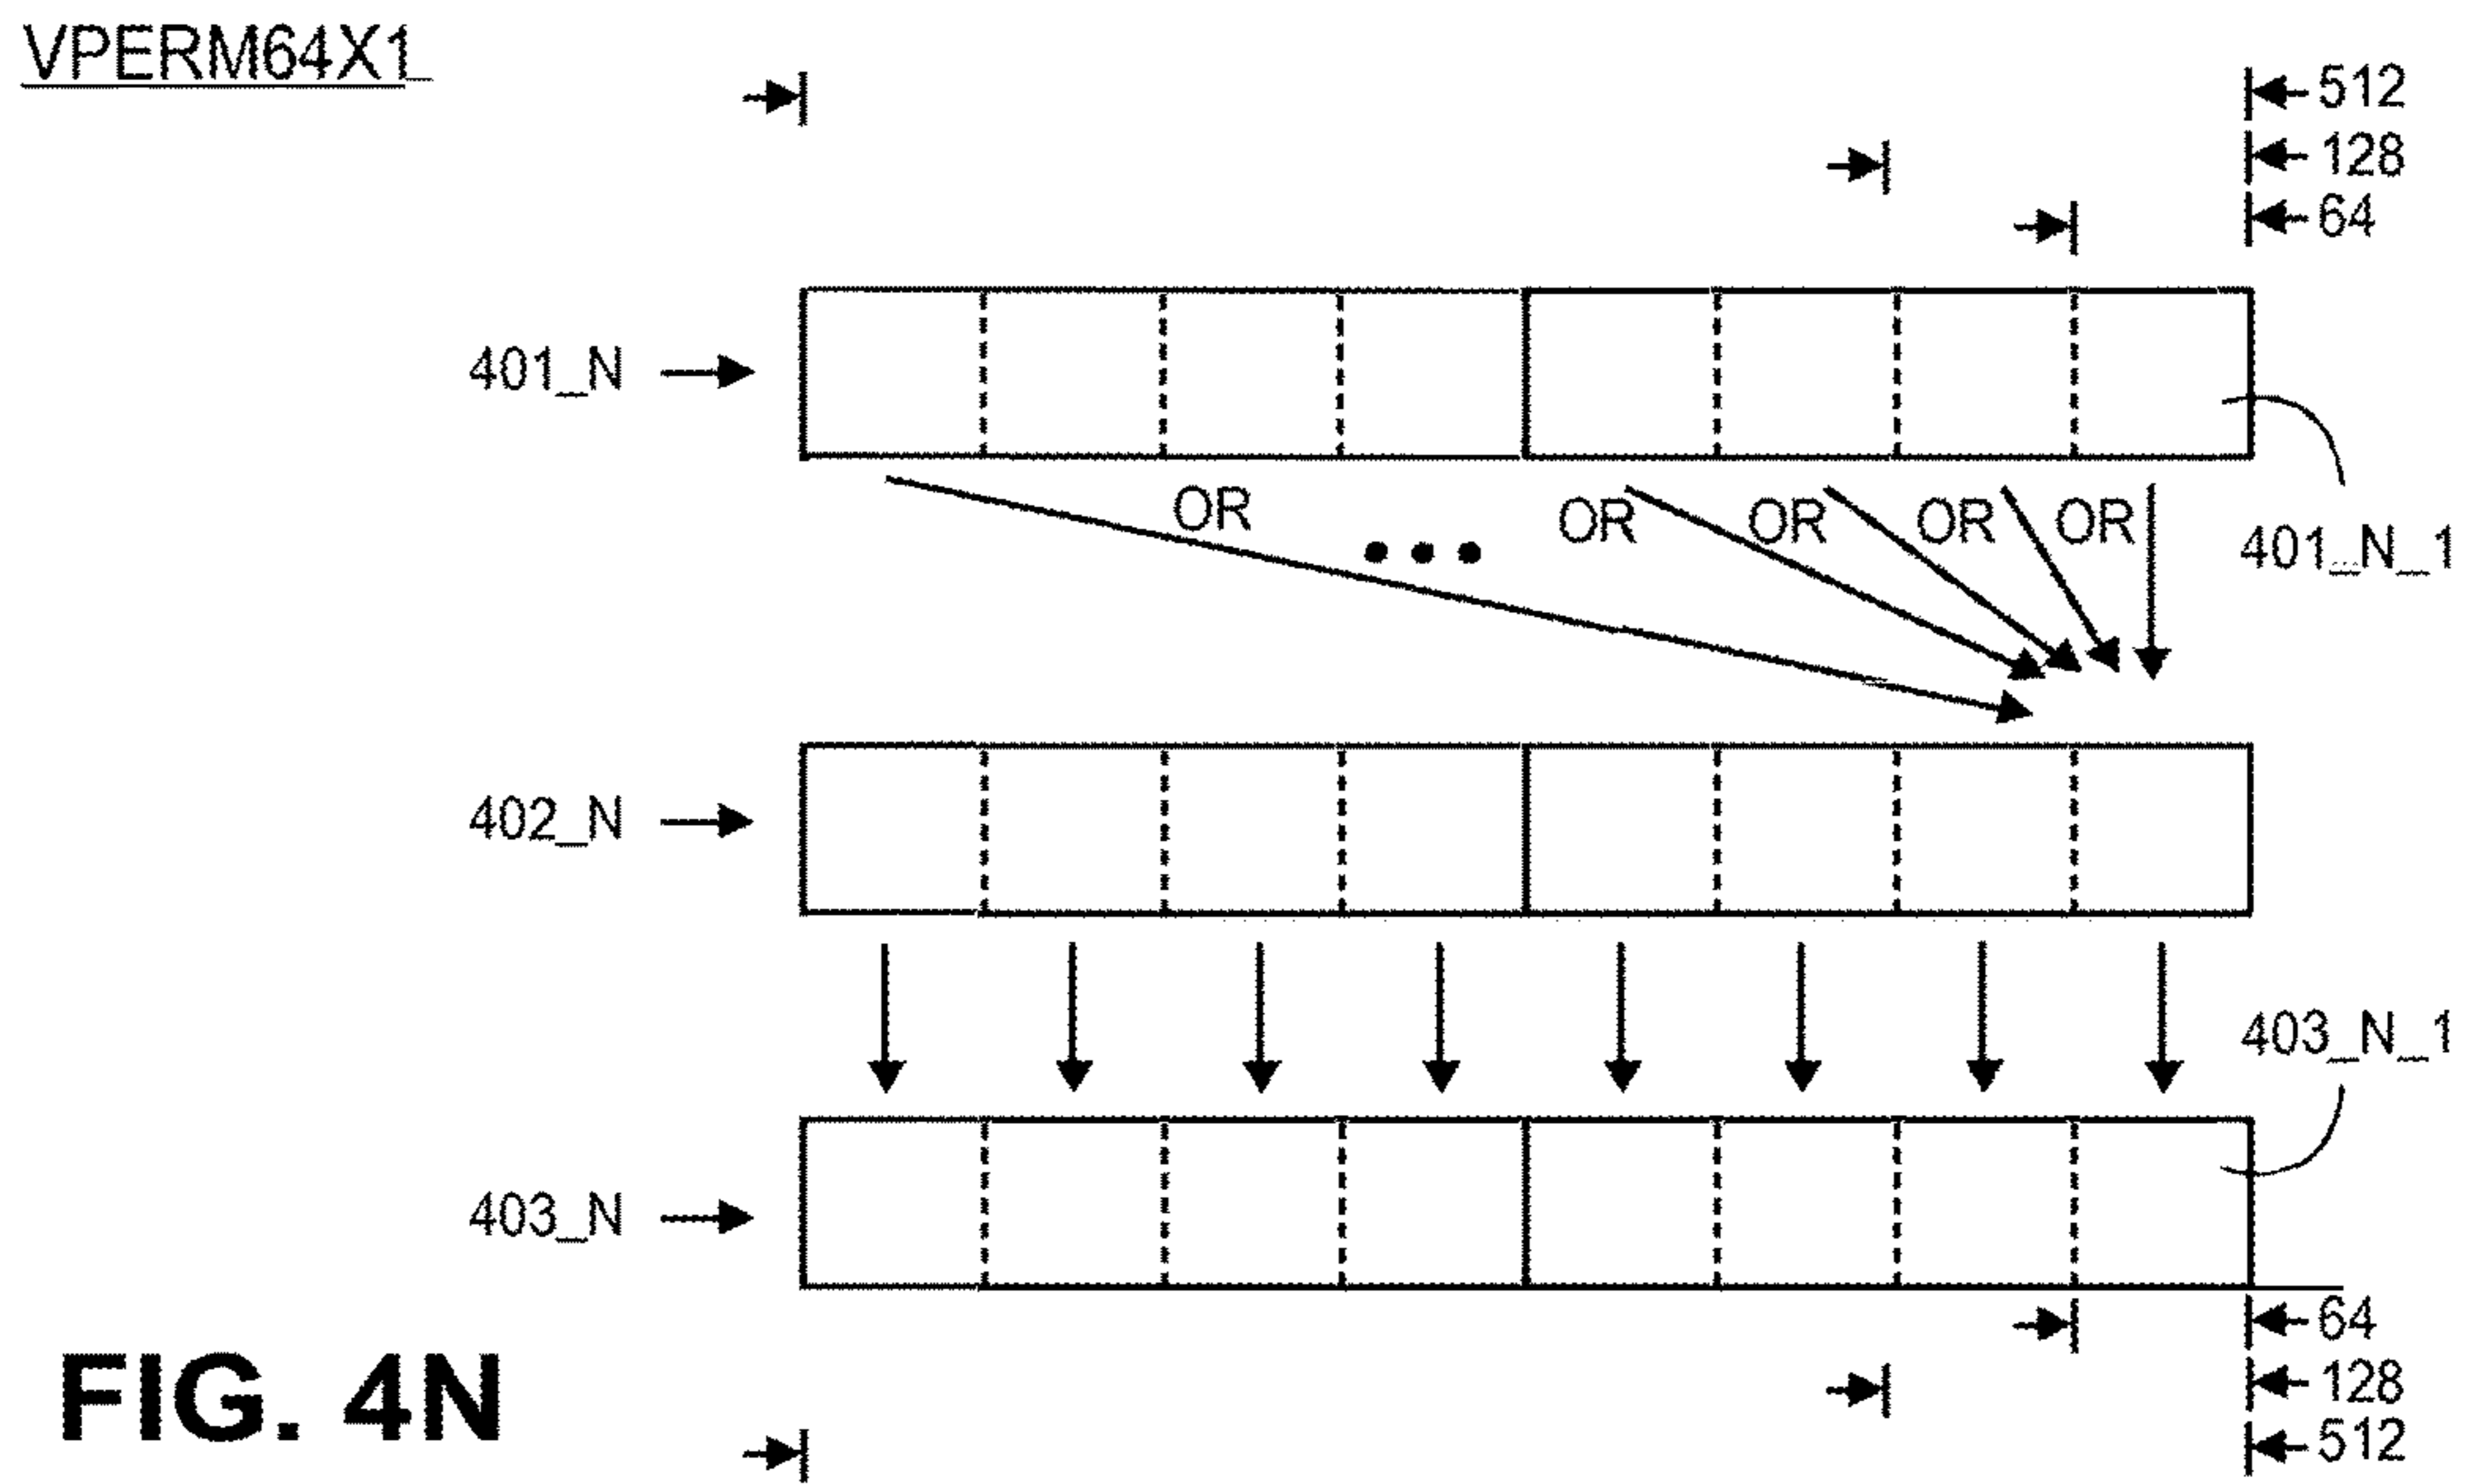 VPERM64X1
512
128
64
401_N
OR OR OR OR OR
401_N_1
402_N
403_N_1
403_N
64
128
512
FIG. 4N